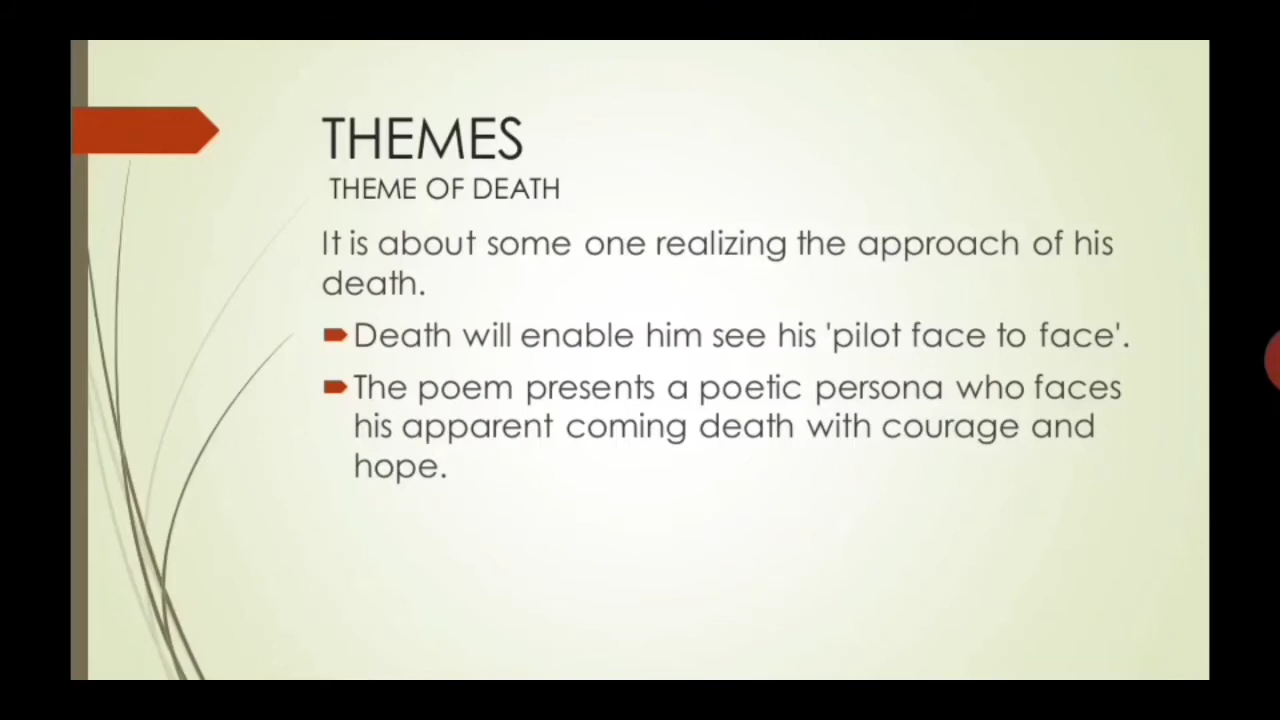 THEMES
THEME OF DEATH
It is about some one realizing the approach of his
death.
Death will enable him see his 'pilot face to face'.
The poem presents a poetic persona who faces
his apparent coming death with courage and
hope.